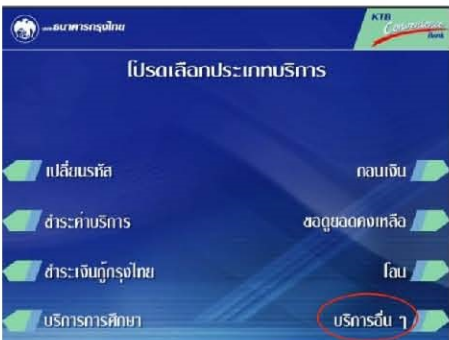 ธนาคารกรุงไทย
KTB
Convenience
Bank
โปรดเลือกประเภทบริการ
เปลี่ยนรหัส
ถอนเงิน
ชำระค่าบริการ
ขอดูยอดคงเหลือ
ชำระเงินกู้กรุงไทย
โอน
บริการการศึกษา
บริการอื่น ๆ